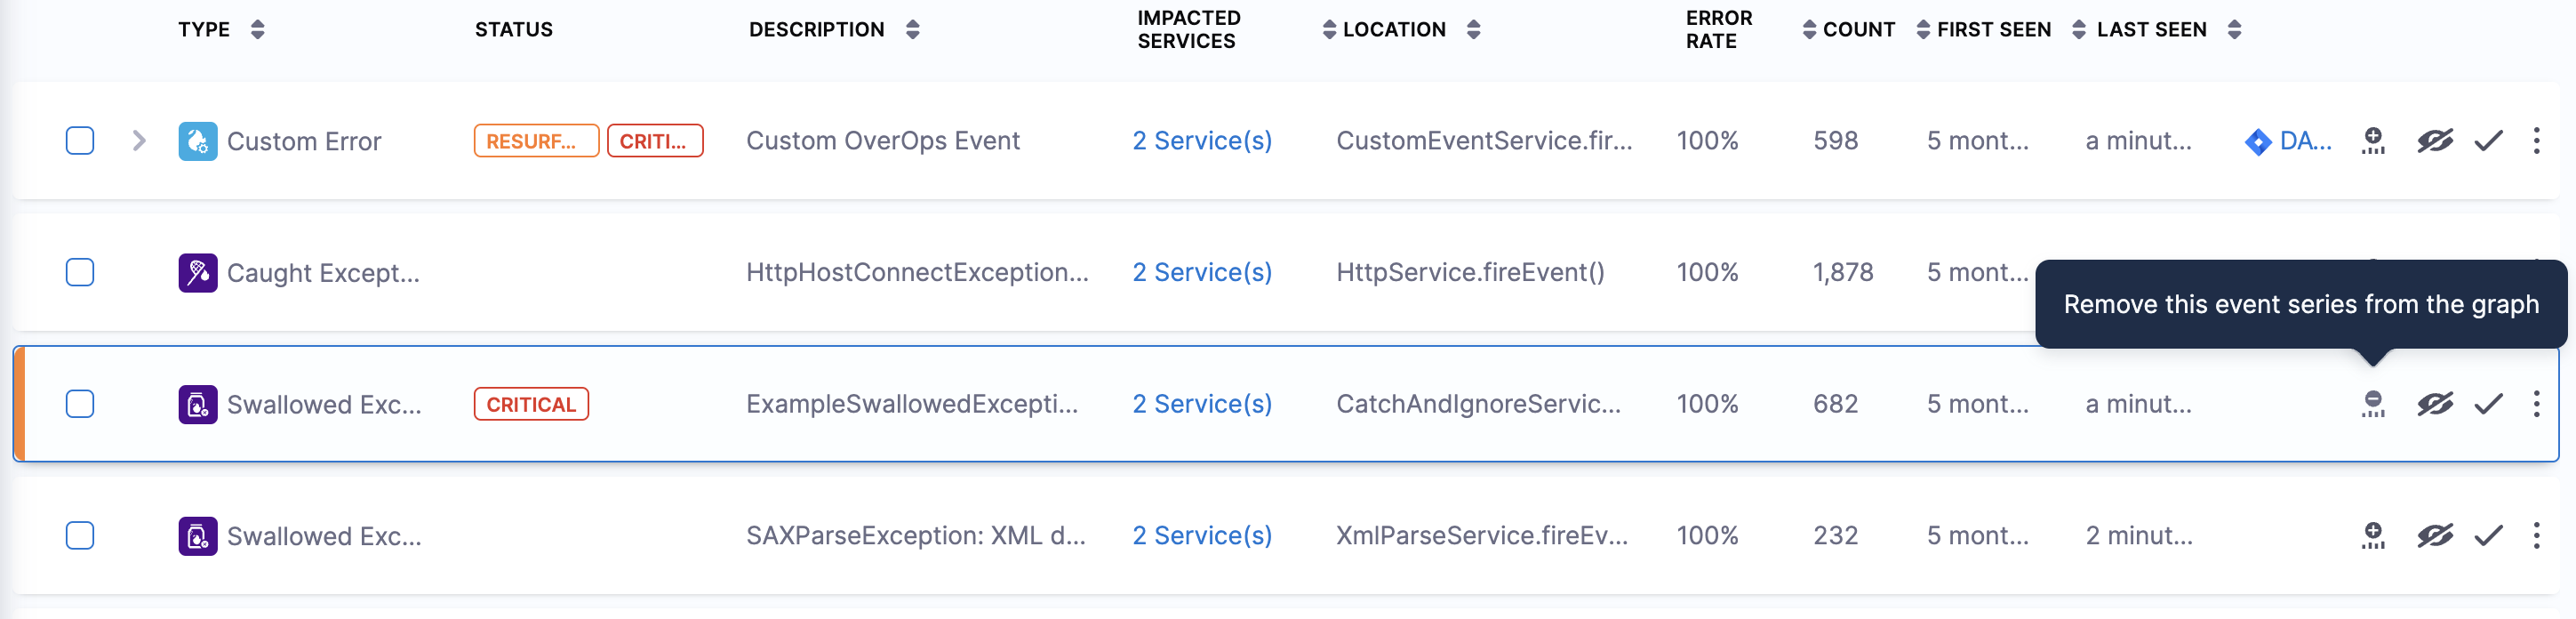 TYPE STATUS DESCRIPTION IMPACTED SERVICES LOCATION ERROR RATE COUNT FIRST SEEN LAST SEEN
Custom Error RESURF... CRITI... Custom OverOps Event 2 Service(s) CustomEventService.fir... 100% 598 5 mont... a minut... DA...
Caught Except... HttpHostConnectException... 2 Service(s) HttpService.fireEvent() 100% 1,878 5 mont...
Remove this event series from the graph
Swallowed Exc... CRITICAL ExampleSwallowedExcepti... 2 Service(s) CatchAndIgnoreServic... 100% 682 5 mont... a minut...
Swallowed Exc... SAXParseException: XML d... 2 Service(s) XmlParseService.fireEv... 100% 232 5 mont... 2 minut...